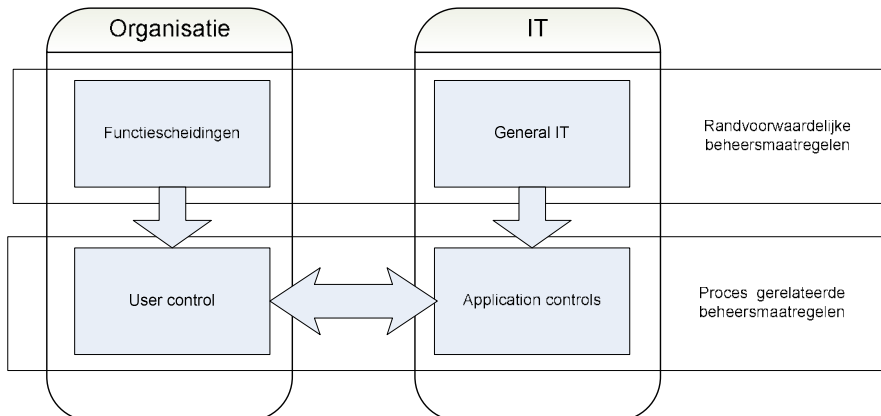 Organisatie
IT
Functiescheidingen
General IT
Randvoorwaardelijke
beheersmaatregelen
User control
Application controls
Proces gerelateerde
beheersmaatregelen